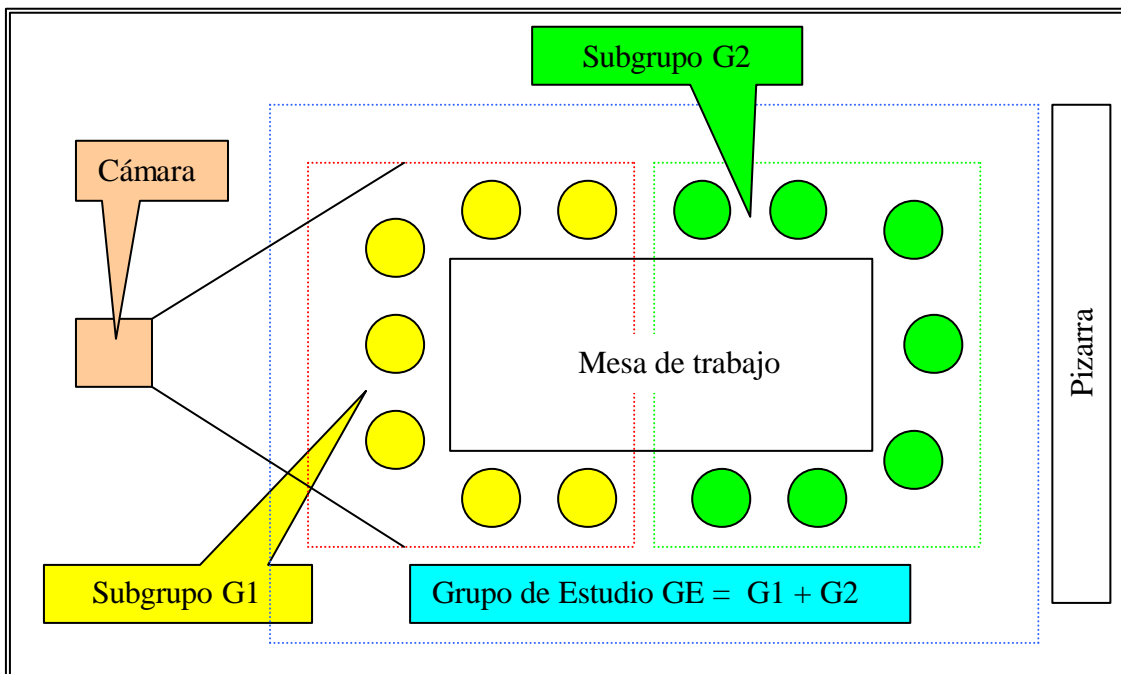 Subgrupo G2
Cámara
Mesa de trabajo
Pizarra
Subgrupo G1
Grupo de Estudio GE = G1 + G2